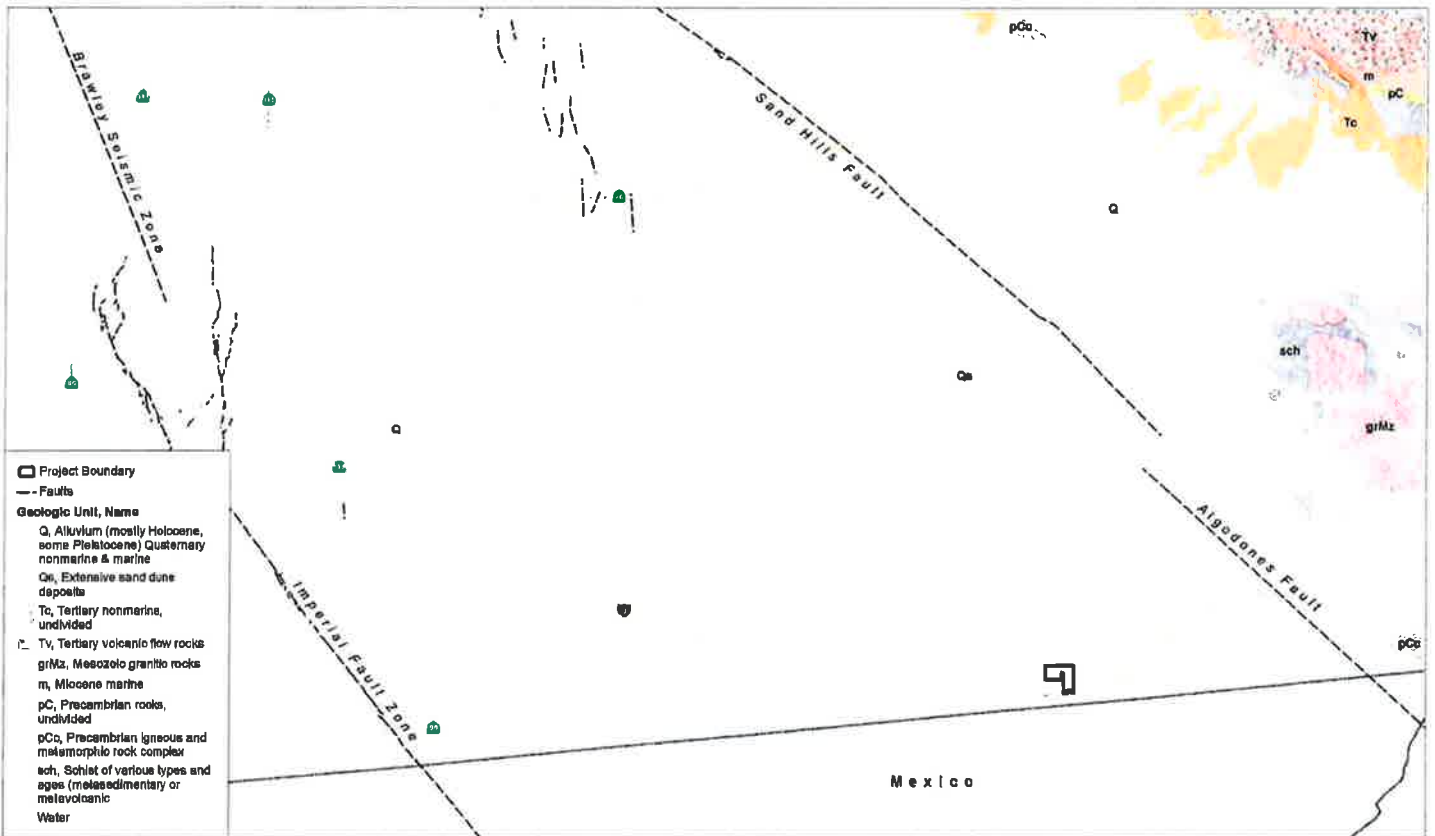 pCc
Tv
m
pC
Tc
Brawley Seismic Zone
Sand Hills Fault
Q
sch
Qs
grMz
Q
Algodones Fault
Imperial Fault Zone
pCc
Mexico
Project Boundary
Faults
Geologic Unit, Name
Q, Alluvium (mostly Holocene,
some Pleistocene) Quaternary
nonmarine & marine
Qs, Extensive sand dune
deposits
Tc, Tertiary nonmarine,
undivided
Tv, Tertiary volcanic flow rocks
grMz, Mesozoic granitic rocks
m, Miocene marine
pC, Precambrian rocks,
undivided
pCc, Precambrian igneous and
metamorphic rock complex
sch, Schist of various types and
ages (metasedimentary or
metavolcanic
Water